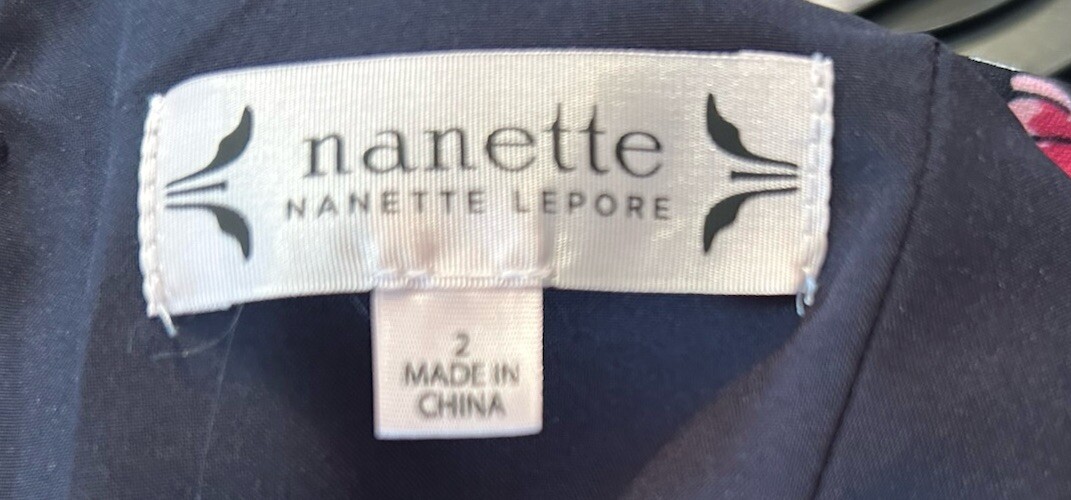 nanette
NANETTE LEPORE
2
MADE IN
CHINA